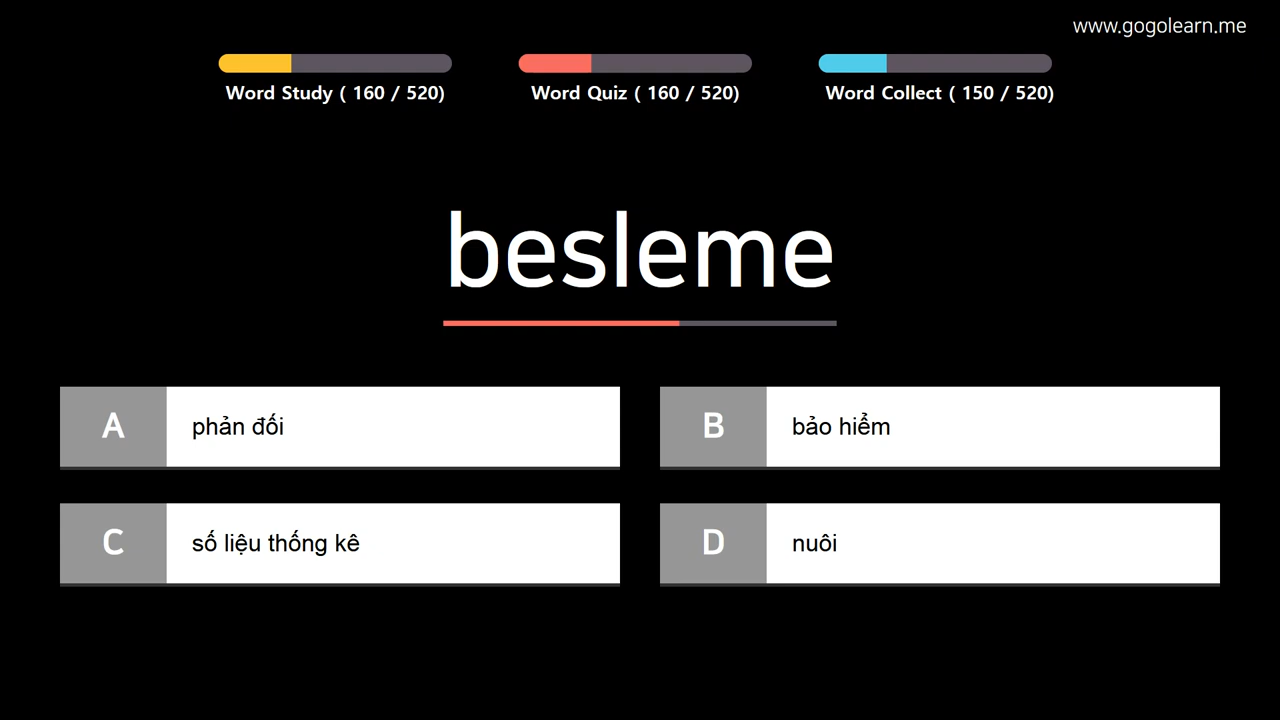 www.gogolearn.me
Word Study ( 160 / 520)
Word Quiz ( 160 / 520)
Word Collect ( 150 / 520)
besleme
A phản đối
B bảo hiểm
C số liệu thống kê
D nuôi